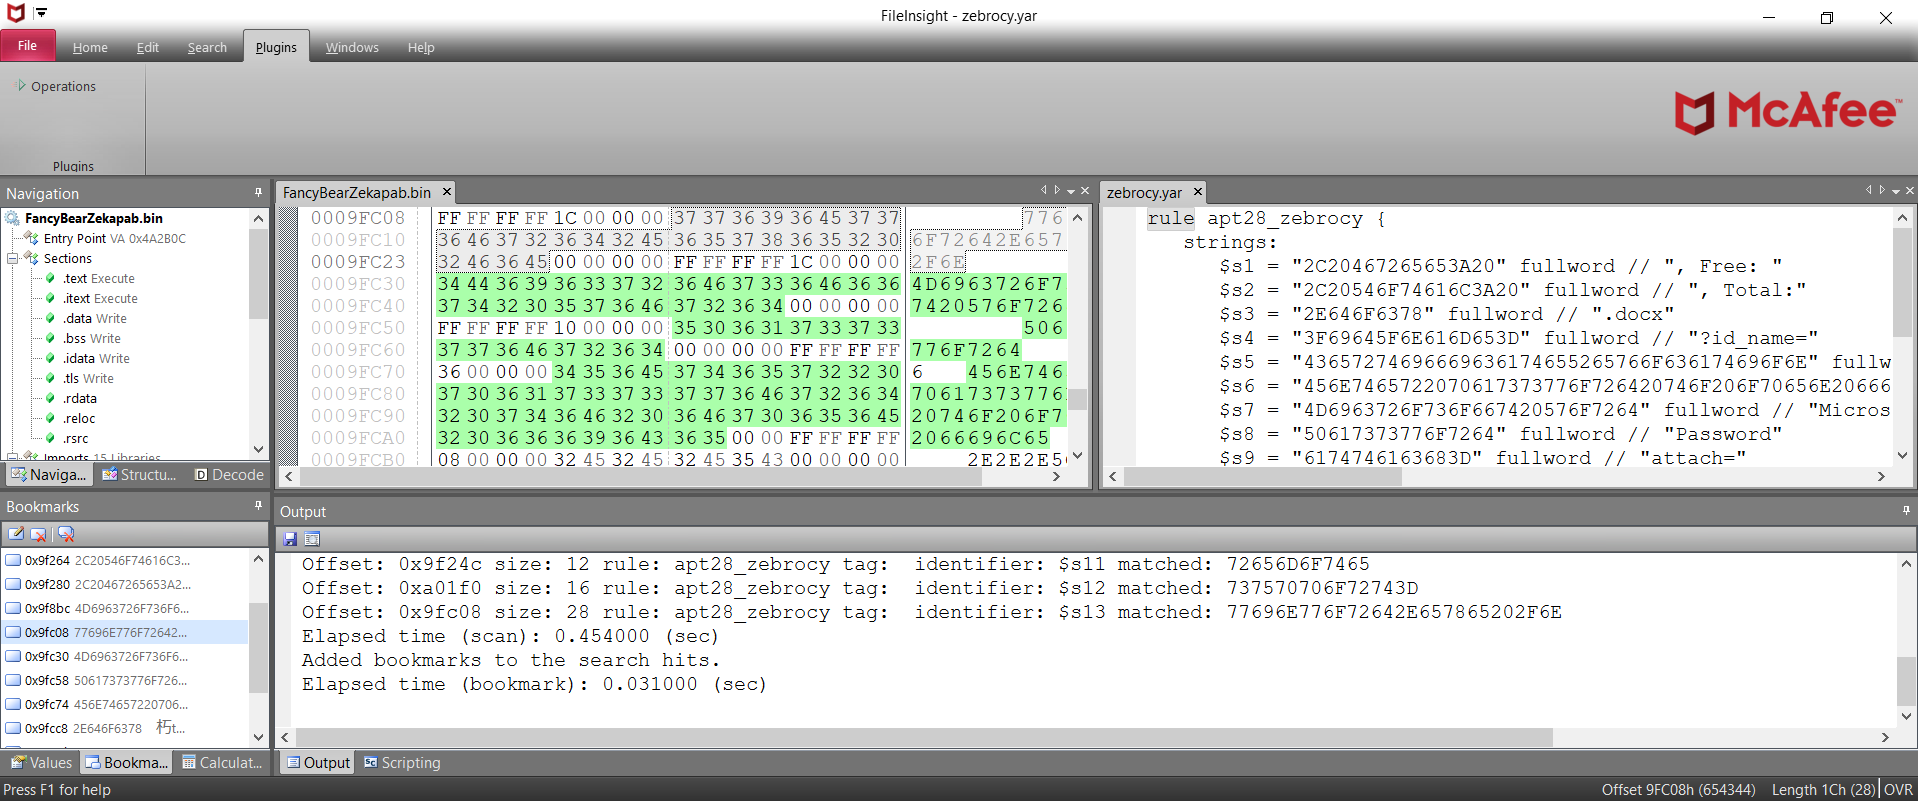 FileInsight - zebrocy.yar
File Home Edit Search Plugins Windows Help
Operations
Plugins
McAfee™
Navigation
FancyBearZekapab.bin
Entry Point VA 0x4A2B0C
Sections
.text Execute
.itext Execute
.data Write
.bss Write
.idata Write
.tls Write
.rdata
.reloc
.rsrc
Imports 15 Libraries
Naviga... Structu... Decode
FancyBearZekapab.bin
0009FC08 FF FF FF FF 1C 00 00 00 37 37 36 39 36 45 37 37 776
0009FC10 36 46 37 32 36 34 32 45 36 35 37 38 36 35 32 30 6F72642E657
0009FC23 32 46 36 45 00 00 00 00 FF FF FF FF 1C 00 00 00 2F6E
0009FC30 34 44 36 39 36 33 37 32 36 46 37 33 36 46 36 36 4D6963726F7
0009FC40 37 34 32 30 35 37 36 46 37 32 36 34 00 00 00 00 7420576F726
0009FC50 FF FF FF FF 10 00 00 00 35 30 36 31 37 33 37 33 506
0009FC60 37 37 36 46 37 32 36 34 00 00 00 00 FF FF FF FF 776F7264
0009FC70 36 00 00 00 34 35 36 45 37 34 36 35 37 32 32 30 6 456E746
0009FC80 37 30 36 31 37 33 37 33 37 37 36 46 37 32 36 34 70617373776
0009FC90 32 30 37 34 36 46 32 30 36 46 37 30 36 35 36 45 20746F206F7
0009FCA0 32 30 36 36 36 39 36 43 36 35 00 00 FF FF FF FF 2066696C65
0009FCB0 08 00 00 00 32 45 32 45 32 45 35 43 00 00 00 00 2E2E2E5
zebrocy.yar
rule apt28_zebrocy {
strings:
$s1 = "2C20467265653A20" fullword // ", Free: "
$s2 = "2C20546F74616C3A20" fullword // ", Total:"
$s3 = "2E646F6378" fullword // ".docx"
$s4 = "3F69645F6E616D653D" fullword // "?id_name="
$s5 = "43657274696669636174655265766F636174696F6E" fullw
$s6 = "456E7465722070617373776F726420746F206F70656E20666
$s7 = "4D6963726F736F667420576F7264" fullword // "Micros
$s8 = "50617373776F7264" fullword // "Password"
$s9 = "6174746163683D" fullword // "attach="
Bookmarks
0x9f264 2C20546F74616C3...
0x9f280 2C20467265653A2...
0x9f8bc 4D6963726F736F6...
0x9fc08 77696E776F72642...
0x9fc30 4D6963726F736F6...
0x9fc58 50617373776F726...
0x9fc74 456E74657220706...
0x9fcc8 2E646F6378 朽t...
Values Bookma... Calculat...
Output
Offset: 0x9f24c size: 12 rule: apt28_zebrocy tag: identifier: $s11 matched: 72656D6F7465
Offset: 0xa01f0 size: 16 rule: apt28_zebrocy tag: identifier: $s12 matched: 737570706F72743D
Offset: 0x9fc08 size: 28 rule: apt28_zebrocy tag: identifier: $s13 matched: 77696E776F72642E657865202F6E
Elapsed time (scan): 0.454000 (sec)
Added bookmarks to the search hits.
Elapsed time (bookmark): 0.031000 (sec)
Output Scripting
Press F1 for help
Offset 9FC08h (654344) Length 1Ch (28) OVR